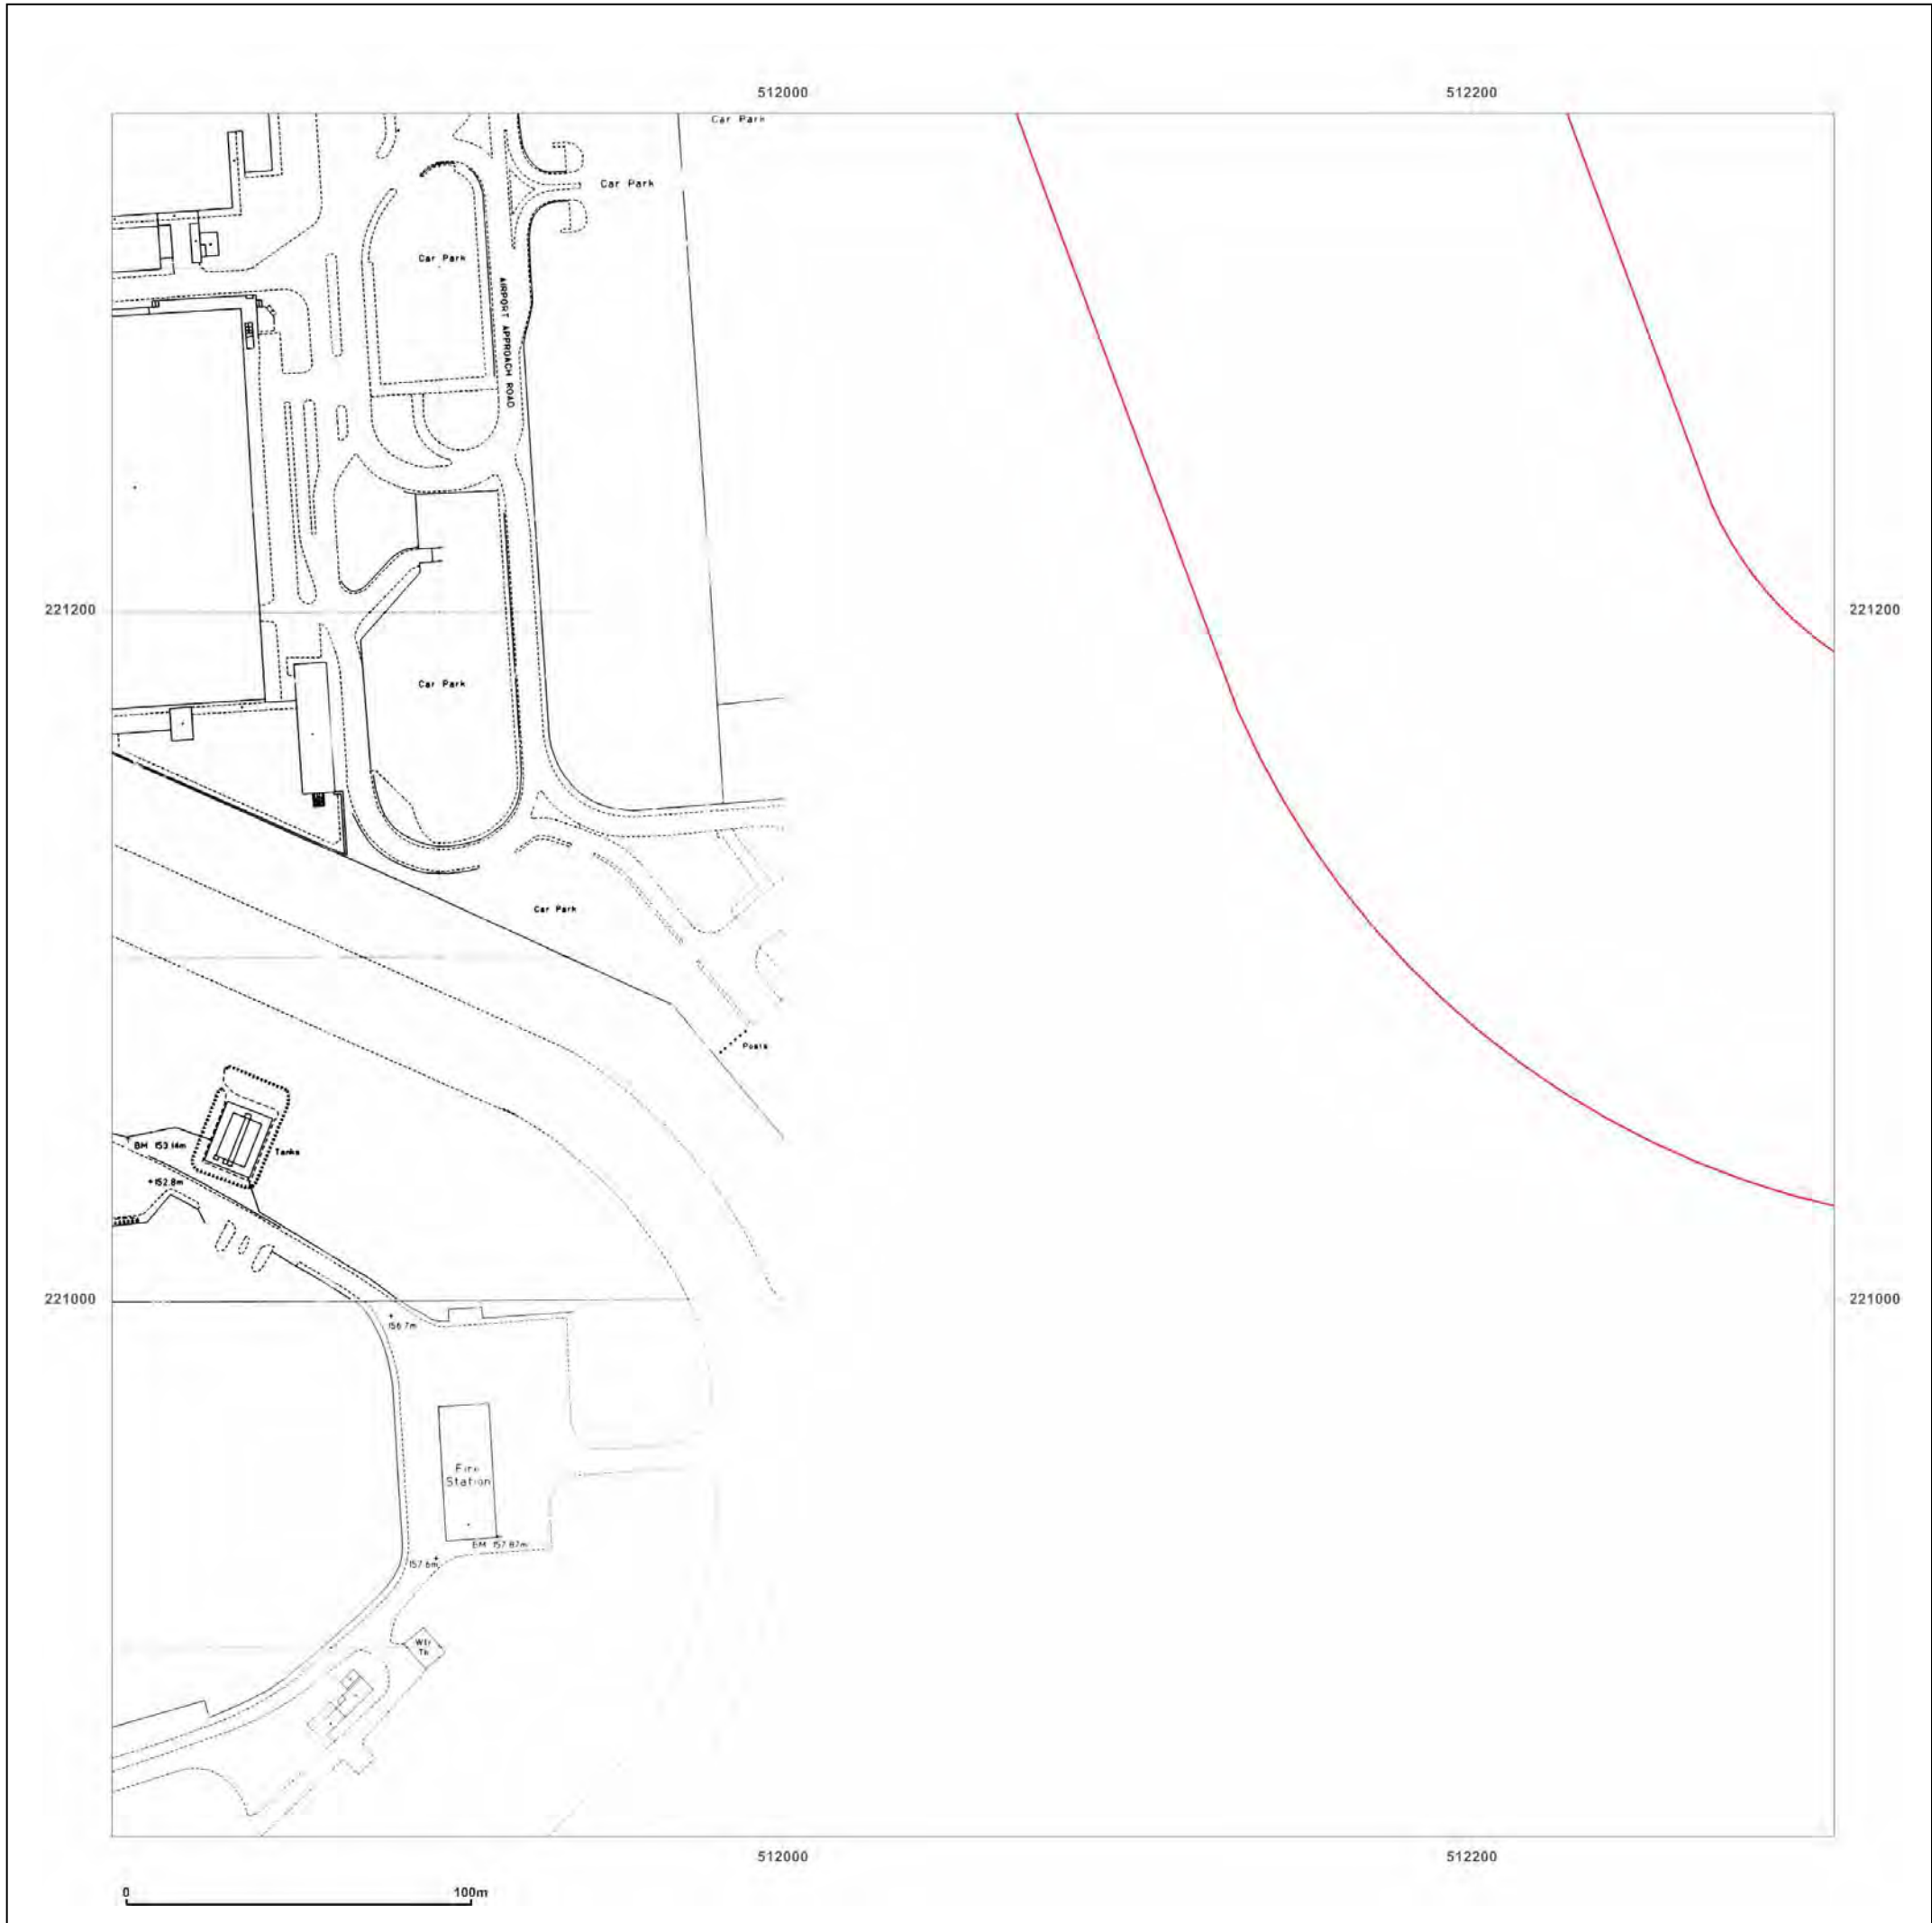 512000
512200
Car Park
Car Park
Car Park
AIRPORT APPROACH ROAD
221200
221200
Car Park
Car Park
Posts
BM 153.14m
Tanks
+152.8m
221000
221000
156.7m
Fire
Station
BM 157.87m
157.6m
Wtr
Tk
512000
512200
0
100m